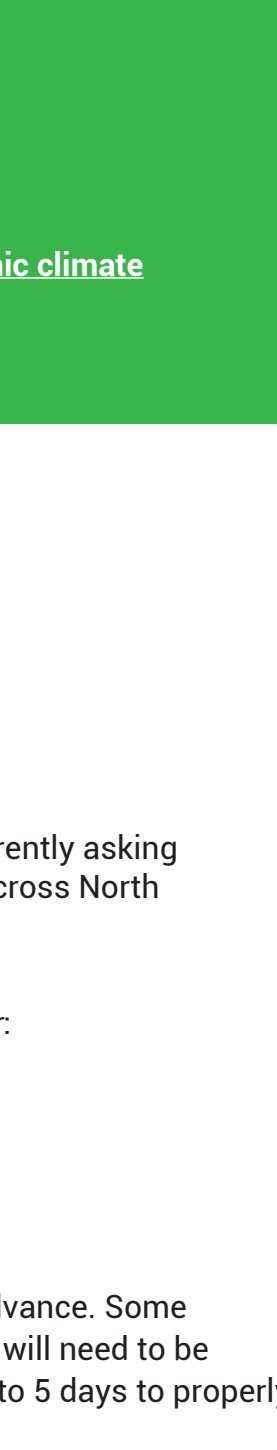 nic climate
rently asking
cross North
r:
dvance. Some
will need to be
to 5 days to properly